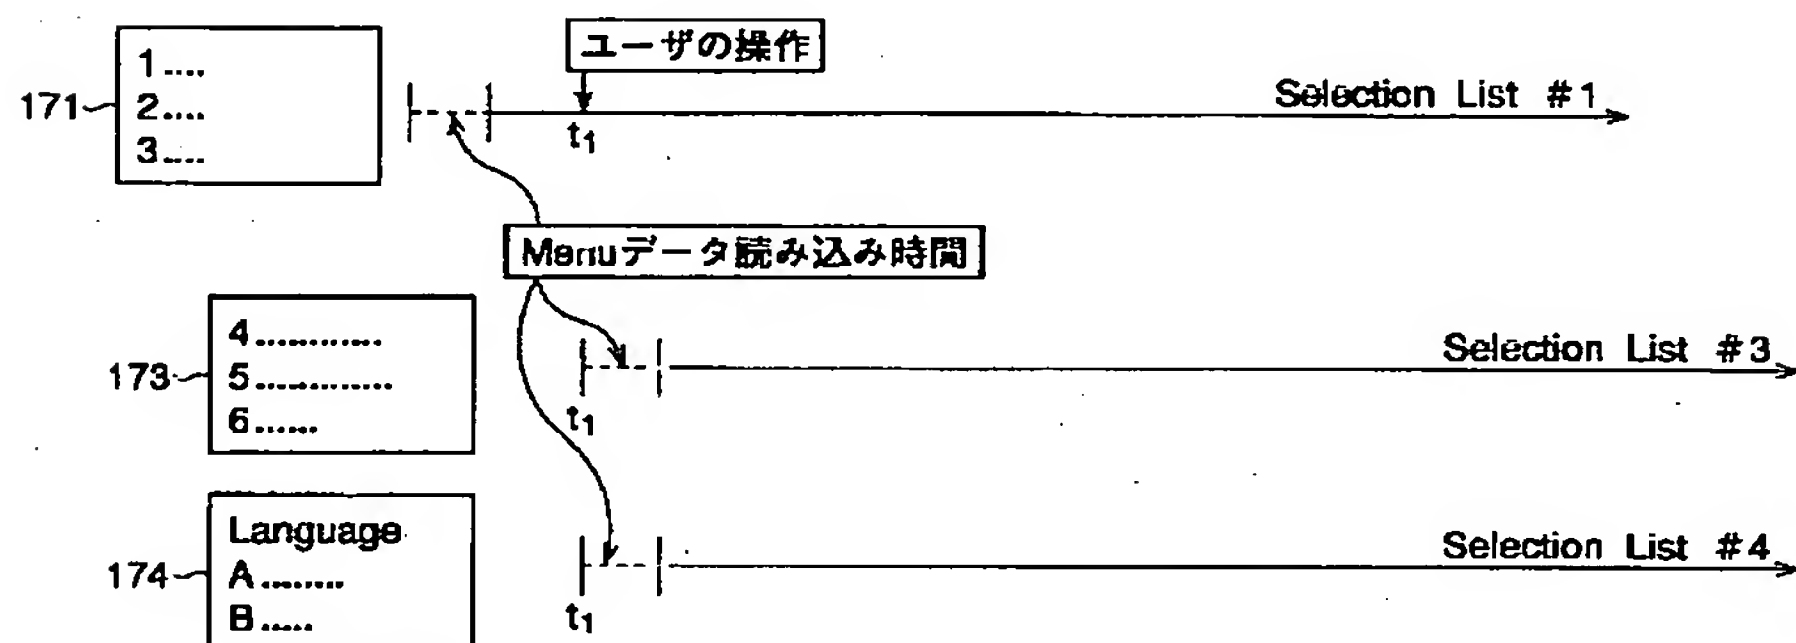 ユーザの操作
171
1....
2....
3....
Selection List #1
t1
Menuデータ読み込み時間
173
4............
5.............
6......
Selection List #3
t1
174
Language
A........
B.....
Selection List #4
t1